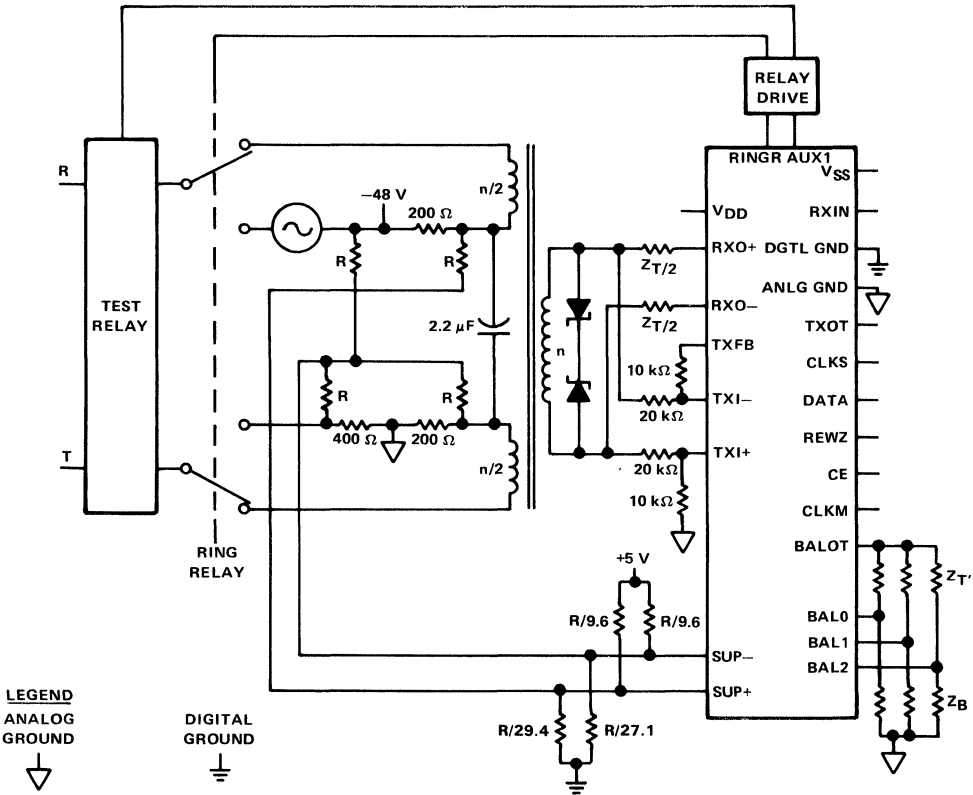 RELAY
DRIVE
RINGR AUX1
VSS
R
−48 V
n/2
200 Ω
VDD
RXIN
RXO+
DGTL GND
R
R
ZT/2
ANLG GND
TEST
RELAY
2.2 μF
RXO−
ZT/2
TXOT
n
TXFB
10 kΩ
CLKS
R
R
TXI−
20 kΩ
DATA
400 Ω
200 Ω
REWZ
T
n/2
TXI+
20 kΩ
CE
10 kΩ
CLKM
RING
RELAY
BALOT
+5 V
ZT'
R/9.6
R/9.6
BAL0
BAL1
SUP−
BAL2
LEGEND
SUP+
ZB
ANALOG
GROUND
DIGITAL
GROUND
R/29.4
R/27.1